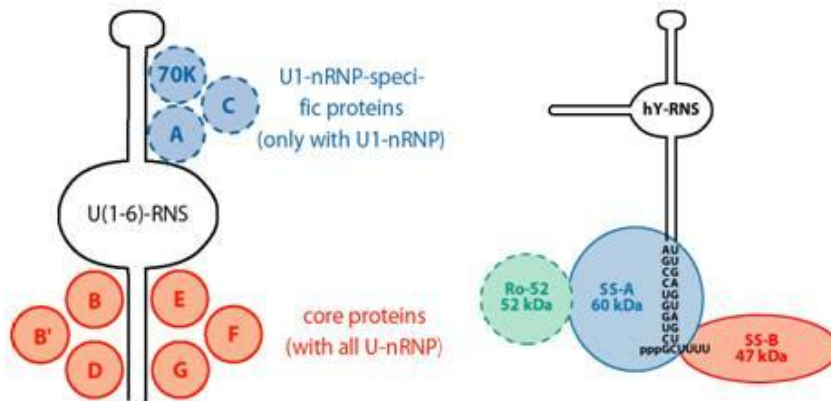 70K
C
A
U1-nRNP-speci-
fic proteins
(only with U1-nRNP)
U(1-6)-RNS
B
E
B'
F
D
G
core proteins
(with all U-nRNP)
hY-RNS
Ro-52
52 kDa
SS-A
60 kDa
AU
GU
CG
CA
UG
GU
GU
GA
UG
CU
pppGCUUUU
SS-B
47 kDa